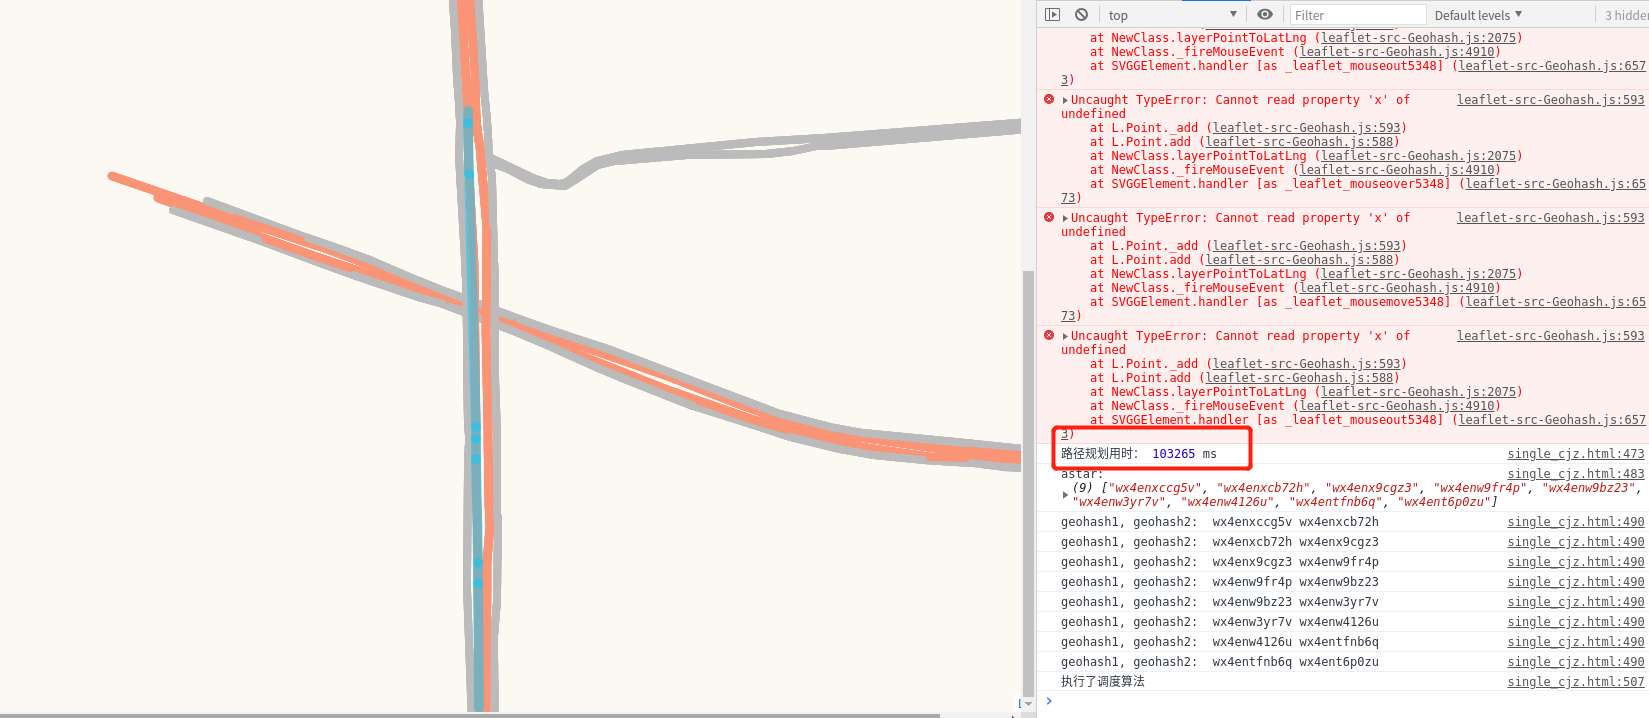 top Filter Default levels 3 hidden
at NewClass.layerPointToLatLng (leaflet-src-Geohash.js:2075)
at NewClass._fireMouseEvent (leaflet-src-Geohash.js:4910)
at SVGGElement.handler [as _leaflet_mouseout5348] (leaflet-src-Geohash.js:657
3)
Uncaught TypeError: Cannot read property 'x' of leaflet-src-Geohash.js:593
undefined
at L.Point._add (leaflet-src-Geohash.js:593)
at L.Point.add (leaflet-src-Geohash.js:588)
at NewClass.layerPointToLatLng (leaflet-src-Geohash.js:2075)
at NewClass._fireMouseEvent (leaflet-src-Geohash.js:4910)
at SVGGElement.handler [as _leaflet_mouseover5348] (leaflet-src-Geohash.js:65
73)
Uncaught TypeError: Cannot read property 'x' of leaflet-src-Geohash.js:593
undefined
at L.Point._add (leaflet-src-Geohash.js:593)
at L.Point.add (leaflet-src-Geohash.js:588)
at NewClass.layerPointToLatLng (leaflet-src-Geohash.js:2075)
at NewClass._fireMouseEvent (leaflet-src-Geohash.js:4910)
at SVGGElement.handler [as _leaflet_mousemove5348] (leaflet-src-Geohash.js:65
73)
Uncaught TypeError: Cannot read property 'x' of leaflet-src-Geohash.js:593
undefined
at L.Point._add (leaflet-src-Geohash.js:593)
at L.Point.add (leaflet-src-Geohash.js:588)
at NewClass.layerPointToLatLng (leaflet-src-Geohash.js:2075)
at NewClass._fireMouseEvent (leaflet-src-Geohash.js:4910)
at SVGGElement.handler [as _leaflet_mouseout5348] (leaflet-src-Geohash.js:657
3)
路径规划用时： 103265 ms single_cjz.html:473
astar: single_cjz.html:483
(9) ["wx4enxccg5v", "wx4enxcb72h", "wx4enx9cgz3", "wx4enw9fr4p", "wx4enw9bz23",
"wx4enw3yr7v", "wx4enw4126u", "wx4entfnb6q", "wx4ent6p0zu"]
geohash1, geohash2: wx4enxccg5v wx4enxcb72h single_cjz.html:490
geohash1, geohash2: wx4enxcb72h wx4enx9cgz3 single_cjz.html:490
geohash1, geohash2: wx4enx9cgz3 wx4enw9fr4p single_cjz.html:490
geohash1, geohash2: wx4enw9fr4p wx4enw9bz23 single_cjz.html:490
geohash1, geohash2: wx4enw9bz23 wx4enw3yr7v single_cjz.html:490
geohash1, geohash2: wx4enw3yr7v wx4enw4126u single_cjz.html:490
geohash1, geohash2: wx4enw4126u wx4entfnb6q single_cjz.html:490
geohash1, geohash2: wx4entfnb6q wx4ent6p0zu single_cjz.html:490
执行了调度算法 single_cjz.html:507